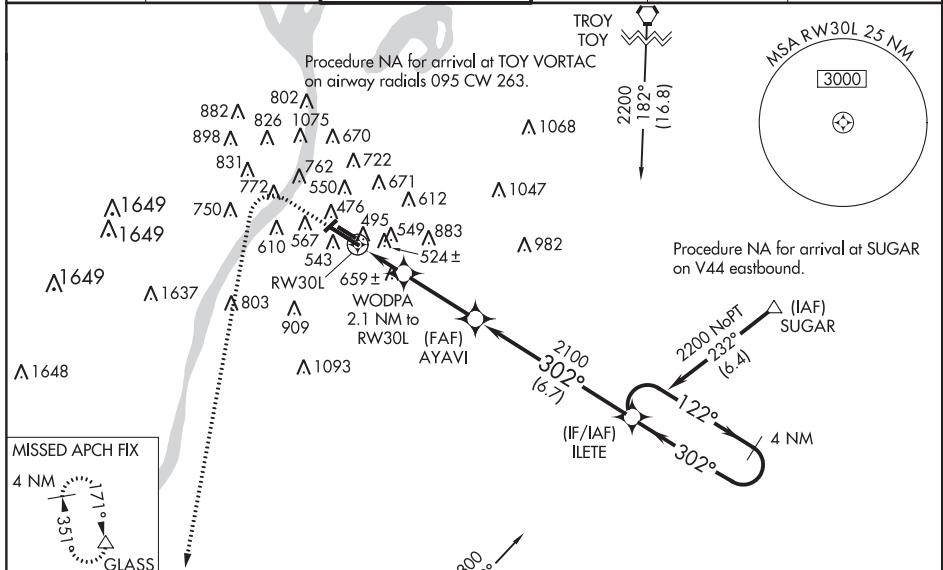 TROY
TOY
Procedure NA for arrival at TOY VORTAC
on airway radials 095 CW 263.
2200
182°
(16.8)
MSA RW30L 25 NM
3000
802
882
826
1075
898
670
1068
831
762
722
772
550
671
1047
612
1649
750
476
1649
610
567
495
549
883
982
543
524±
1649
RW30L
659±
1637
803
WODPA
2.1 NM to
RW30L
909
(FAF)
AYAVI
Procedure NA for arrival at SUGAR
on V44 eastbound.
(IAF)
SUGAR
2200 NoPT
232°
(6.4)
1648
1093
2100
302°
(6.7)
122°
4 NM
302°
(IF/IAF)
ILETE
MISSED APCH FIX
4 NM
171°
351°
GLASS